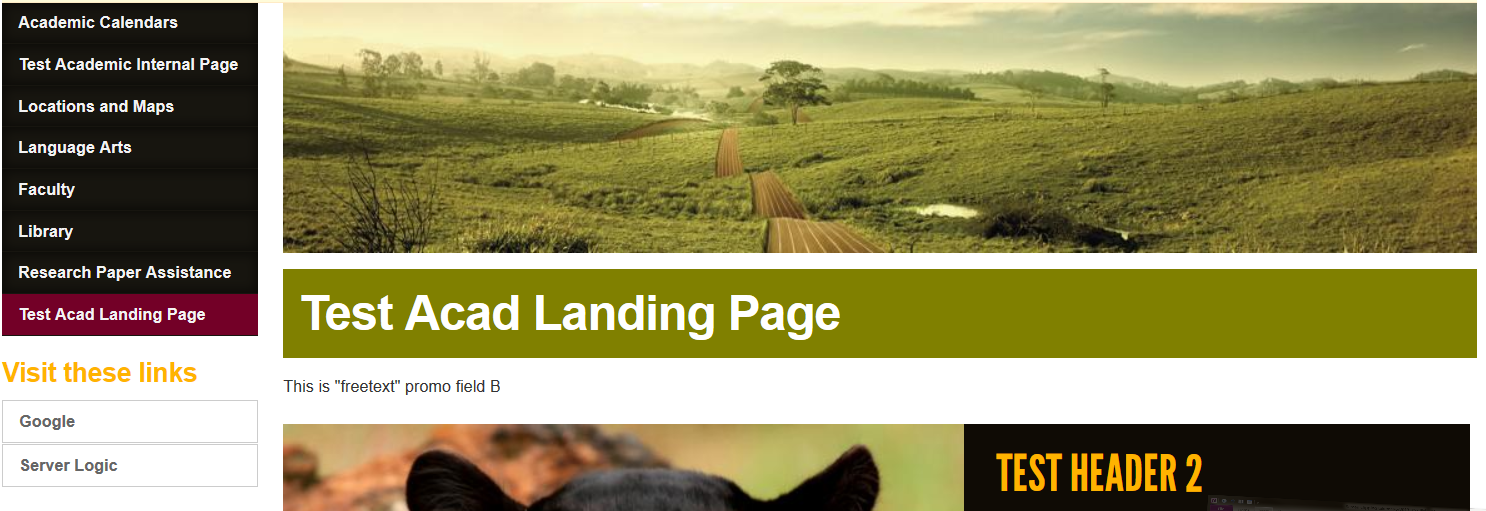 Academic Calendars
Test Academic Internal Page
Locations and Maps
Language Arts
Faculty
Library
Research Paper Assistance
Test Acad Landing Page
Visit these links
Google
Server Logic
Test Acad Landing Page
This is "freetext" promo field B
TEST HEADER 2